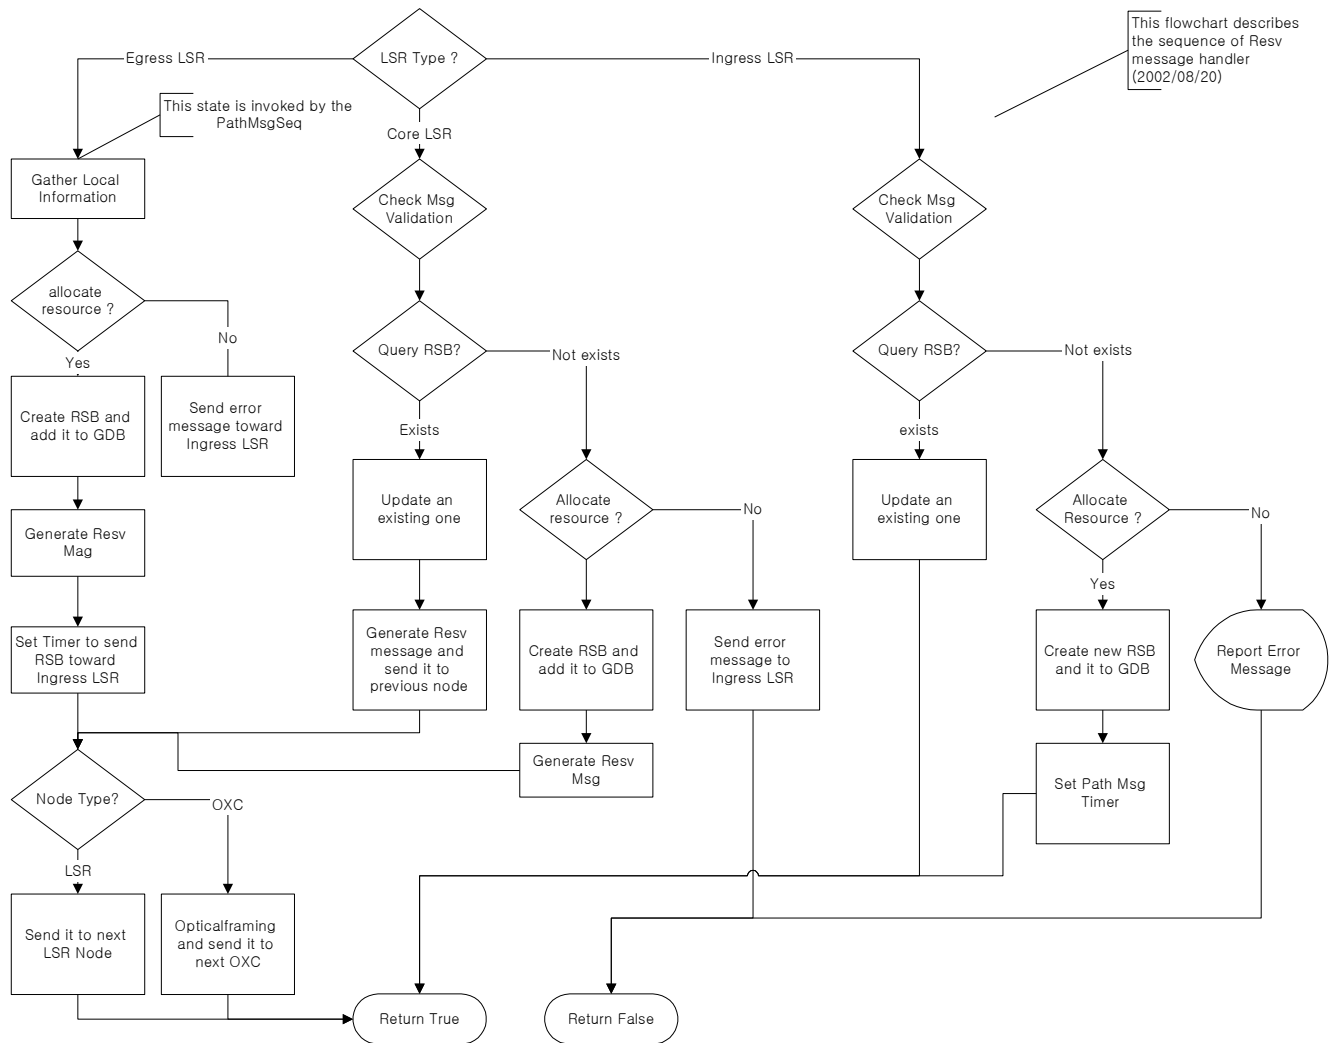 Egress LSR
LSR Type ?
Ingress LSR
This flowchart describes
the sequence of Resv
message handler
(2002/08/20)
This state is invoked by the
PathMsgSeq
Core LSR
Gather Local
Information
Check Msg
Validation
Check Msg
Validation
allocate
resource ?
No
Yes
Query RSB?
Not exists
Query RSB?
Not exists
Create RSB and
add it to GDB
Send error
message toward
Ingress LSR
Exists
exists
Update an
existing one
Allocate
resource ?
No
Update an
existing one
Allocate
Resource ?
No
Generate Resv
Mag
Yes
Set Timer to send
RSB toward
Ingress LSR
Generate Resv
message and
send it to
previous node
Create RSB and
add it to GDB
Send error
message to
Ingress LSR
Create new RSB
and it to GDB
Report Error
Message
Generate Resv
Msg
Set Path Msg
Timer
Node Type?
OXC
LSR
Send it to next
LSR Node
Opticalframing
and send it to
next OXC
Return True
Return False